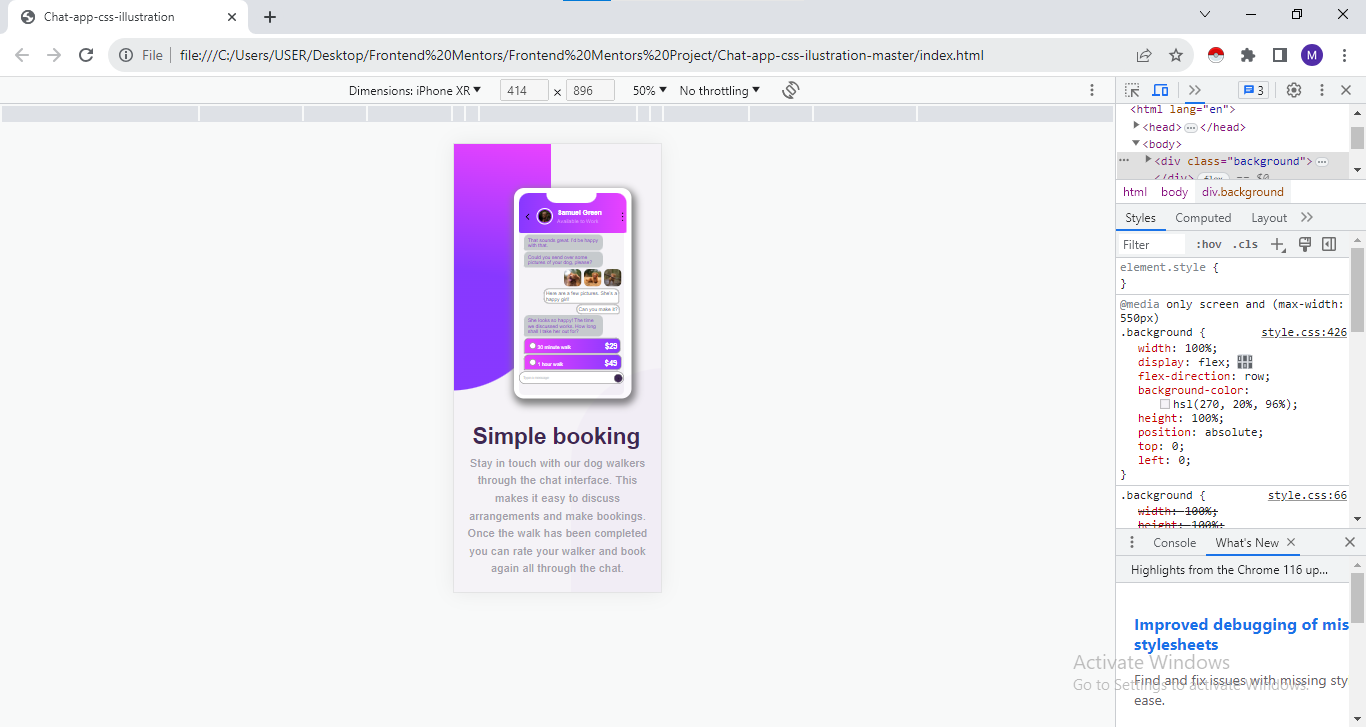 Chat-app-css-illustration
File
file:///C:/Users/USER/Desktop/Frontend%20Mentors/Frontend%20Mentors%20Project/Chat-app-css-ilustration-master/index.html
M
Dimensions: iPhone XR
414
x
896
50%
No throttling
3
<html lang="en">
<head> </head>
<body>
<div class="background">
</div> flex == $0
html body div.background
Styles Computed Layout
Filter :hov .cls
element.style {
}
@media only screen and (max-width:
550px)
.background { style.css:426
width: 100%;
display: flex;
flex-direction: row;
background-color:
hsl(270, 20%, 96%);
height: 100%;
position: absolute;
top: 0;
left: 0;
}
.background { style.css:66
width: 100%;
height: 100%;
Console What's New
Highlights from the Chrome 116 up...
Improved debugging of mis
stylesheets
Find and fix issues with missing sty
ease.
Activate Windows
Go to Settings to activate Windows.
Samuel Green
Available to Work
That sounds great. I'd be happy
with that.
Could you send over some
pictures of your dog, please?
Here are a few pictures. She's a
happy girl!
Can you make it?
She looks so happy! The time
we discussed works. How long
shall I take her out for?
30 minute walk $29
1 hour walk $49
Simple booking
Stay in touch with our dog walkers
through the chat interface. This
makes it easy to discuss
arrangements and make bookings.
Once the walk has been completed
you can rate your walker and book
again all through the chat.